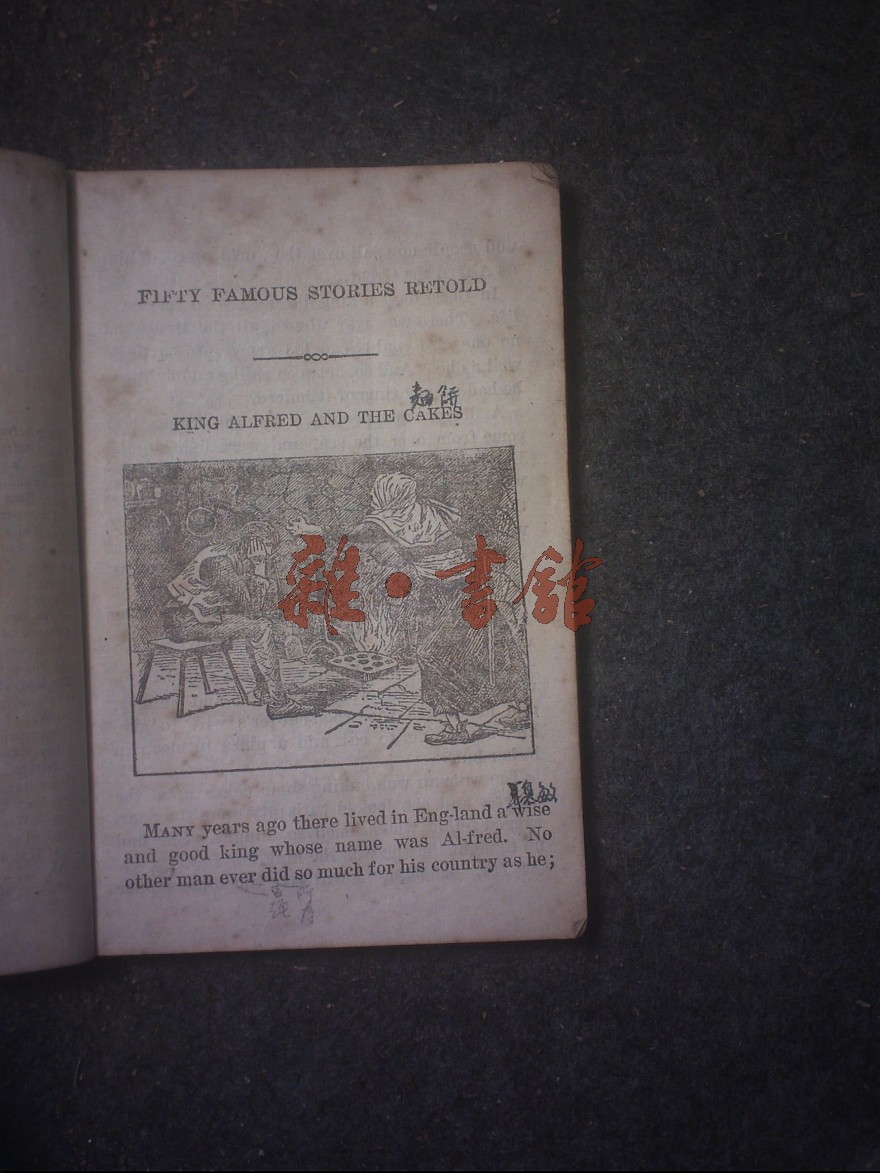 FIFTY FAMOUS STORIES RETOLD
麵餅
KING ALFRED AND THE CAKES
雜·書館
聰敏
MANY years ago there lived in Eng-land a wise
and good king whose name was Al-fred. No
other man ever did so much for his country as he;